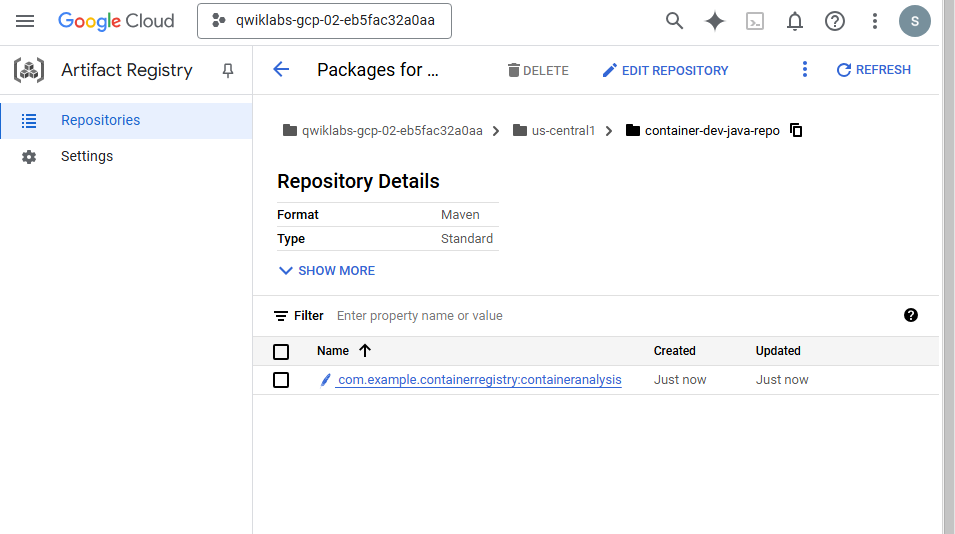 Google Cloud
qwiklabs-gcp-02-eb5fac32a0aa
S
Artifact Registry
Packages for ...
DELETE
EDIT REPOSITORY
REFRESH
Repositories
Settings
qwiklabs-gcp-02-eb5fac32a0aa > us-central1 > container-dev-java-repo
Repository Details
Format Maven
Type Standard
SHOW MORE
Filter Enter property name or value
Name Created Updated
com.example.containerregistry:containeranalysis Just now Just now